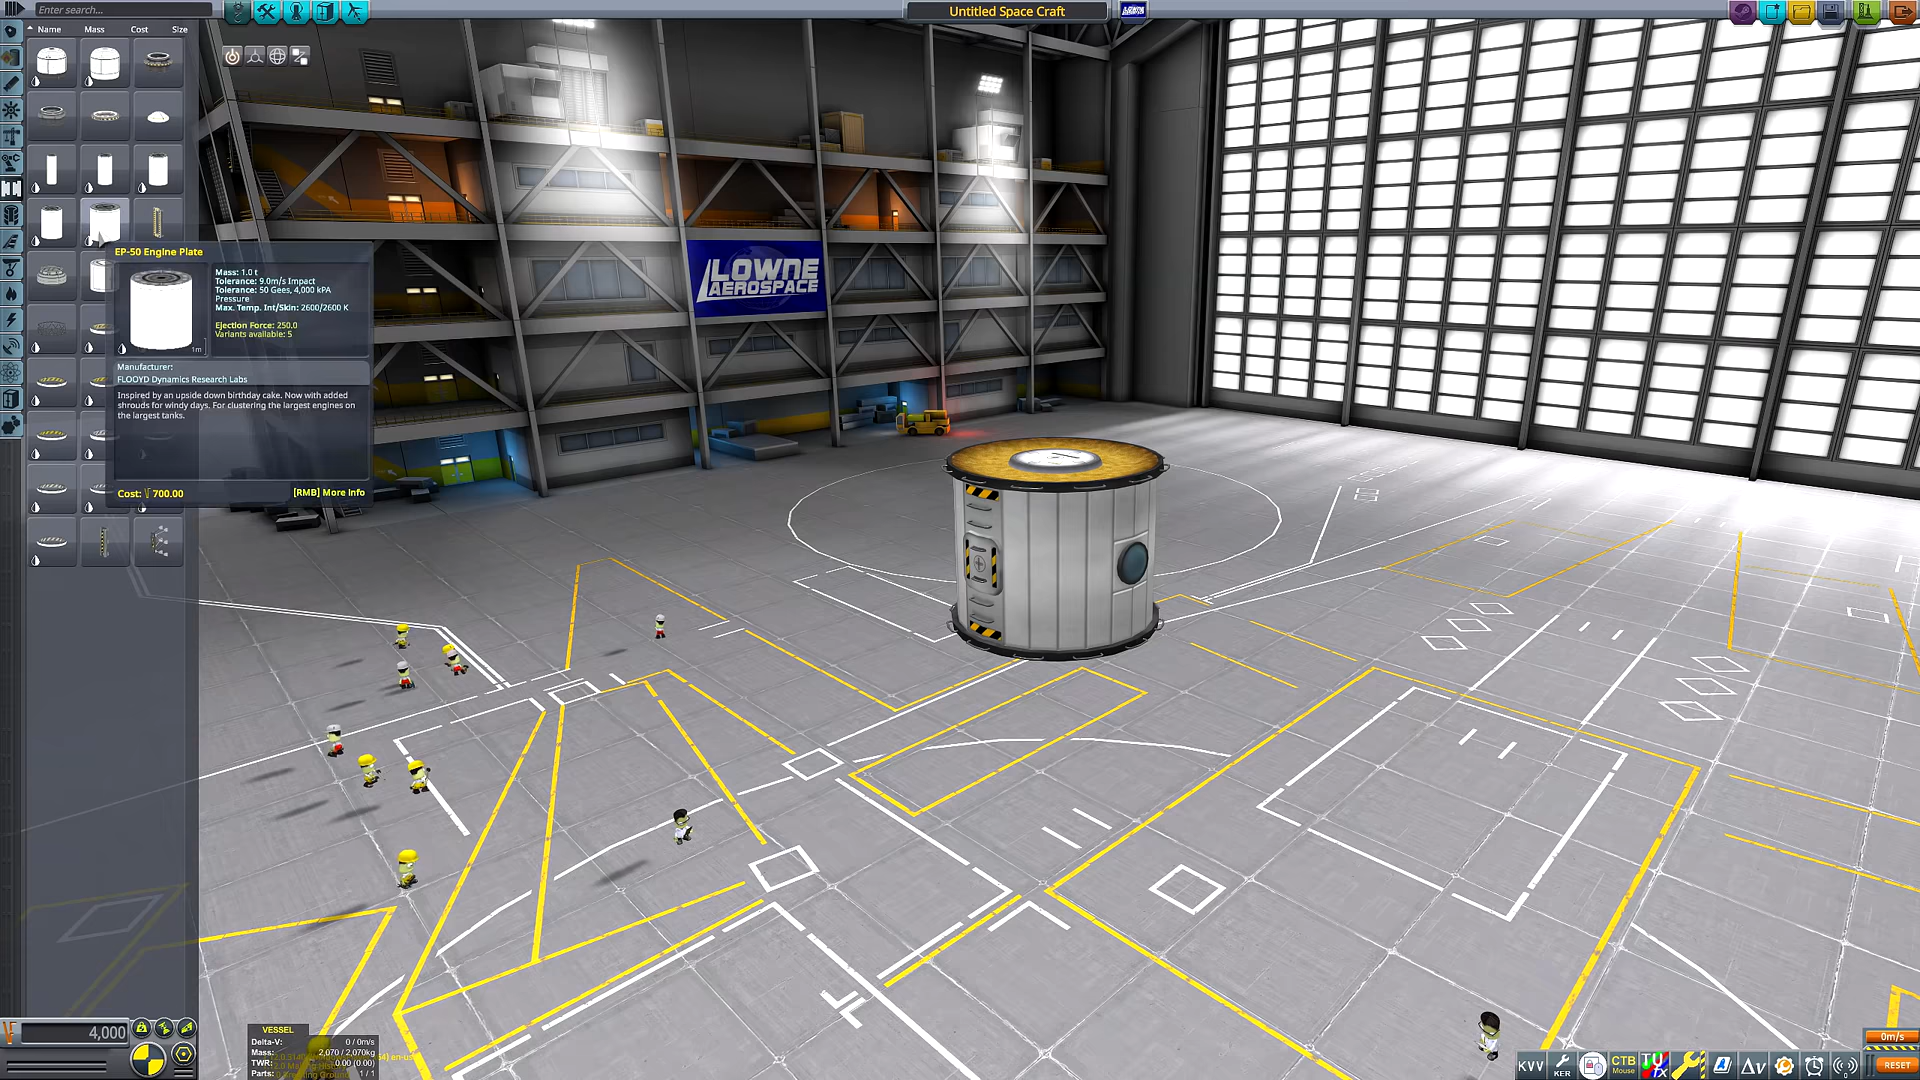 Enter search...
Untitled Space Craft
Name Mass Cost Size
EP-50 Engine Plate
Mass: 1.0 t
Tolerance: 9.0m/s Impact
Tolerance: 50 Gees, 4,000 kPa
Pressure
Max. Temp. Int/Skin: 2600/2600 K
Ejection Force: 250.0
Variants available: 5
1m
Manufacturer:
FLOOYD Dynamics Research Labs
Inspired by an upside down birthday cake. Now with added
shrouds for windy days. For clustering the largest engines on
the largest tanks.
Cost: 700.00 [RMB] More Info
LOWNE
AEROSPACE
4,000
VESSEL
Delta-V: 0 / 0m/s
Mass: 2,070 / 2,070kg
TWR: 0.00 (0.00)
Parts: 1 / 1
0m/s
KVV
KER
CTB
Mouse
Δv
RESET